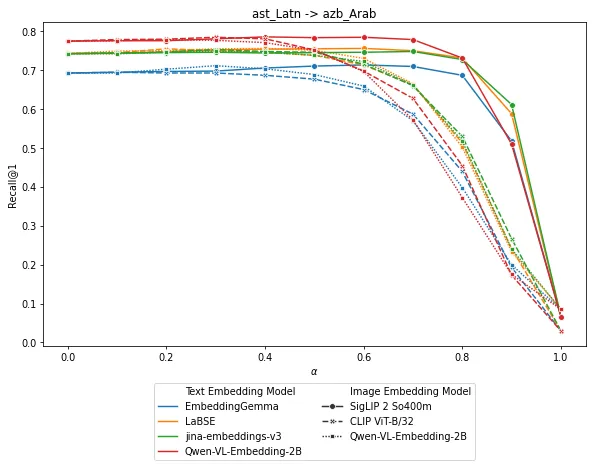 ast_Latn -> azb_Arab
Recall@1
0.8
0.7
0.6
0.5
0.4
0.3
0.2
0.1
0.0
0.0 0.2 0.4 0.6 0.8 1.0
α
Text Embedding Model Image Embedding Model
EmbeddingGemma SigLIP 2 So400m
LaBSE CLIP ViT-B/32
jina-embeddings-v3 Qwen-VL-Embedding-2B
Qwen-VL-Embedding-2B